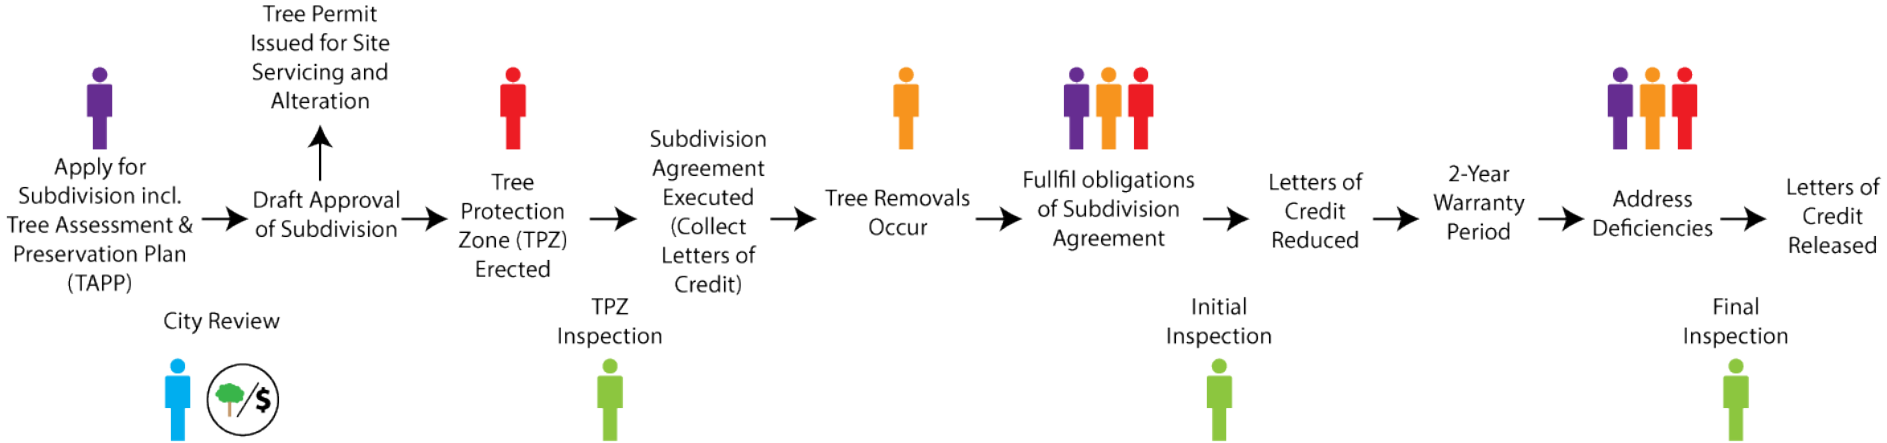 Tree Permit
Issued for Site
Servicing and
Alteration
Apply for
Subdivision incl.
Tree Assessment &
Preservation Plan
(TAPP)
Draft Approval
of Subdivision
Tree
Protection
Zone (TPZ)
Erected
Subdivision
Agreement
Executed
(Collect
Letters of
Credit)
Tree Removals
Occur
Fullfil obligations
of Subdivision
Agreement
Letters of
Credit
Reduced
2-Year
Warranty
Period
Address
Deficiencies
Letters of
Credit
Released
City Review
/$
TPZ
Inspection
Initial
Inspection
Final
Inspection